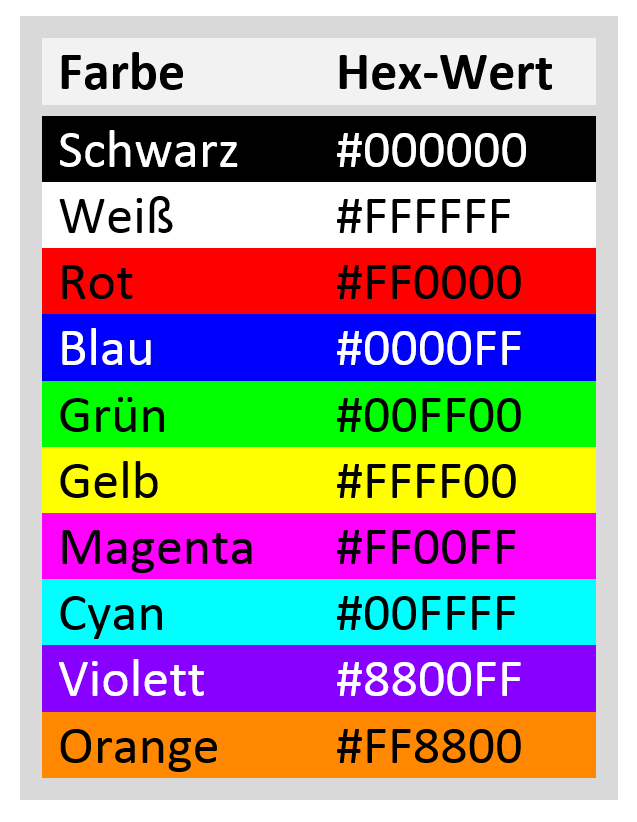 Farbe Hex-Wert
Schwarz #000000
Weiß #FFFFFF
Rot #FF0000
Blau #0000FF
Grün #00FF00
Gelb #FFFF00
Magenta #FF00FF
Cyan #00FFFF
Violett #8800FF
Orange #FF8800